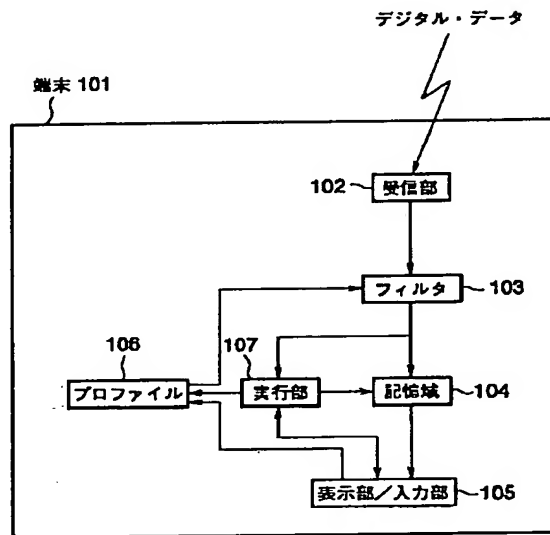 デジタル・データ
端末 101
102 受信部
フィルタ 103
106
107
プロファイル
実行部
記憶域 104
表示部／入力部 105